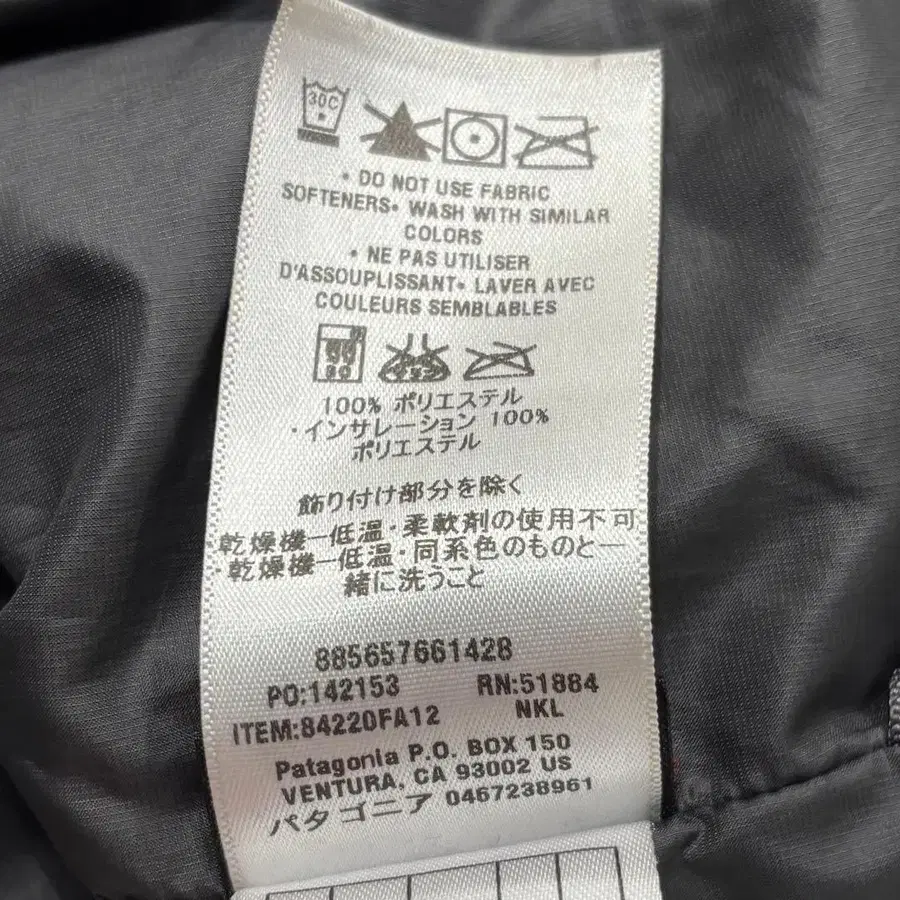 30C
• DO NOT USE FABRIC
SOFTENERS• WASH WITH SIMILAR
COLORS
• NE PAS UTILISER
D'ASSOUPLISSANT• LAVER AVEC
COULEURS SEMBLABLES
100% ポリエステル
・インサレーション 100%
ポリエステル
飾り付け部分を除く
乾燥機一低温・柔軟剤の使用不可
・乾燥機一低温・同系色のものと一
緒に洗うこと
885657661428
PO:142153 RN:51884
ITEM:84220FA12 NKL
Patagonia P.O. BOX 150
VENTURA, CA 93002 US
パタゴニア 0467238961